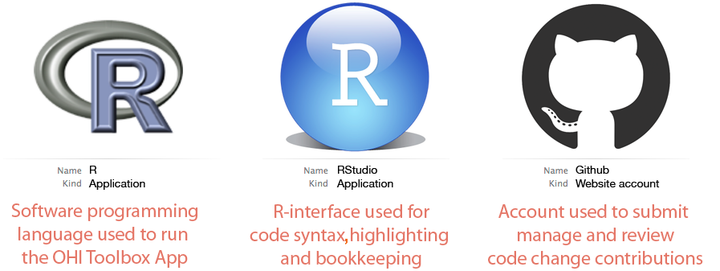 R
Name R
Kind Application
Software programming
language used to run
the OHI Toolbox App
R
Name RStudio
Kind Application
R-interface used for
code syntax,highlighting
and bookkeeping
Name Github
Kind Website account
Account used to submit
manage and review
code change contributions